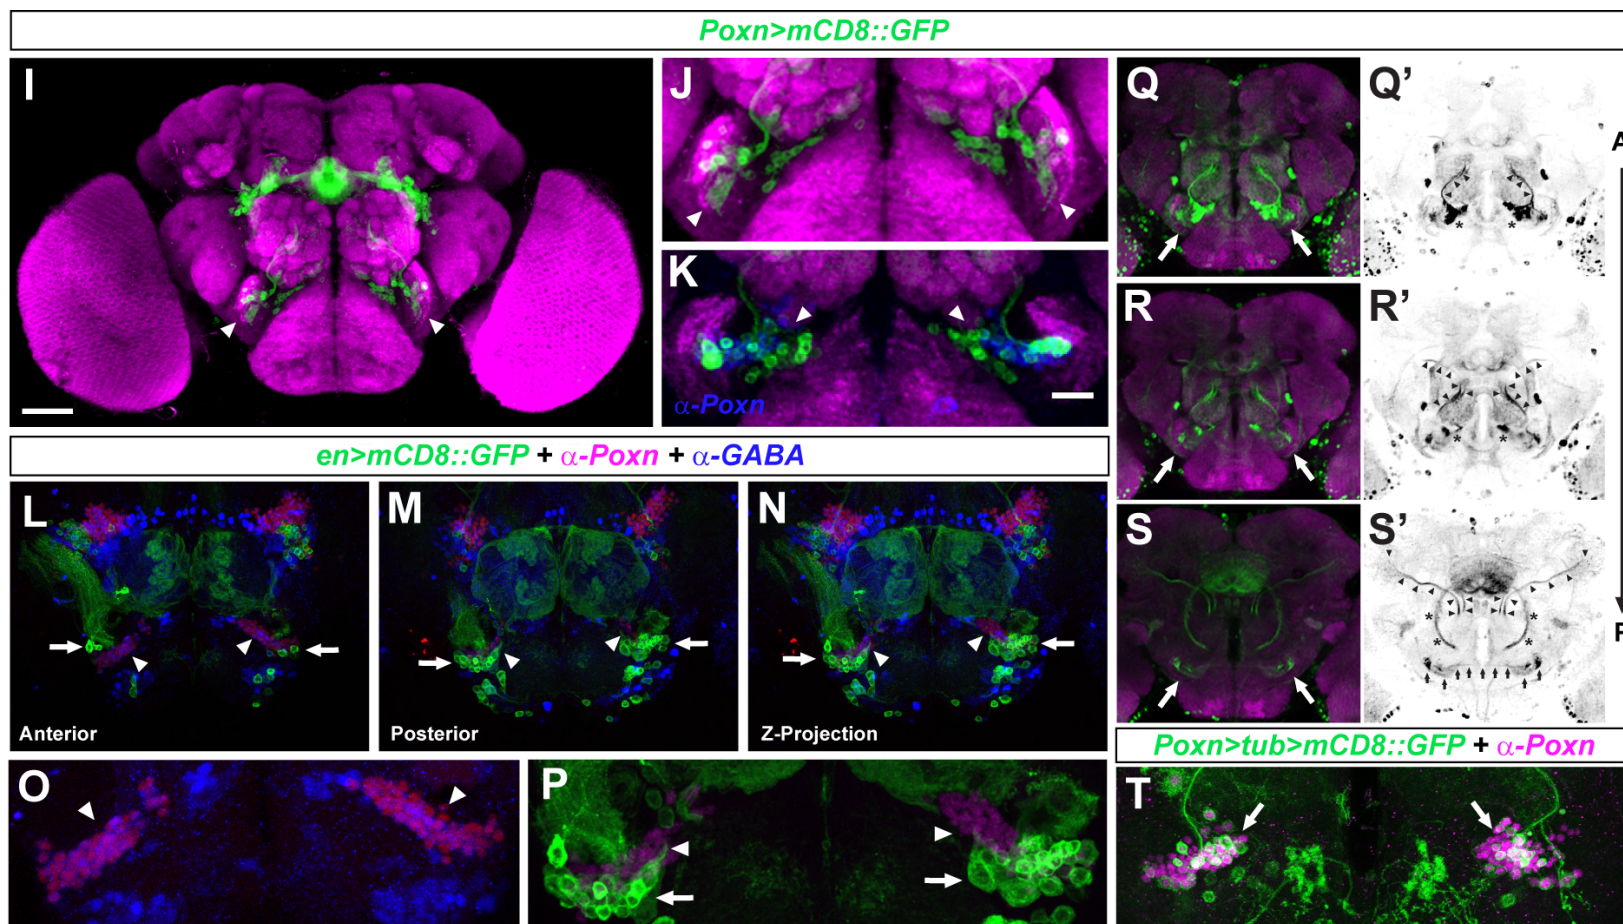 Poxn>mCD8::GFP
I
J
K
α-Poxn
Q
Q’
A
R
R’
S
S’
P
en>mCD8::GFP + α-Poxn + α-GABA
L
Anterior
M
Posterior
N
Z-Projection
O
P
Poxn>tub>mCD8::GFP + α-Poxn
T